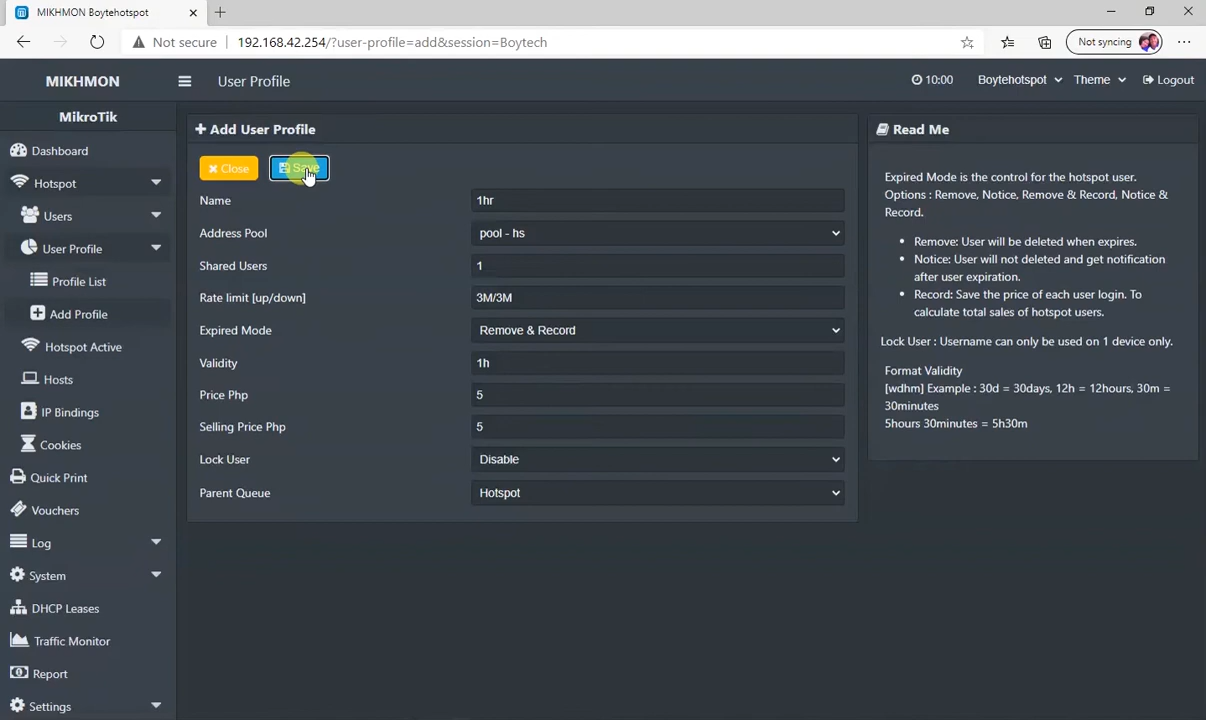 MIKHMON Boytehotspot
Not secure
192.168.42.254/?user-profile=add&session=Boytech
Not syncing
MIKHMON
User Profile
10:00
Boytehotspot
Theme
Logout
MikroTik
Dashboard
Hotspot
Users
User Profile
Profile List
Add Profile
Hotspot Active
Hosts
IP Bindings
Cookies
Quick Print
Vouchers
Log
System
DHCP Leases
Traffic Monitor
Report
Settings
Add User Profile
Close
Save
Name
1hr
Address Pool
pool - hs
Shared Users
1
Rate limit [up/down]
3M/3M
Expired Mode
Remove & Record
Validity
1h
Price Php
5
Selling Price Php
5
Lock User
Disable
Parent Queue
Hotspot
Read Me
Expired Mode is the control for the hotspot user.
Options : Remove, Notice, Remove & Record, Notice &
Record.
Remove: User will be deleted when expires.
Notice: User will not deleted and get notification
after user expiration.
Record: Save the price of each user login. To
calculate total sales of hotspot users.
Lock User : Username can only be used on 1 device only.
Format Validity
[wdhm] Example : 30d = 30days, 12h = 12hours, 30m =
30minutes
5hours 30minutes = 5h30m